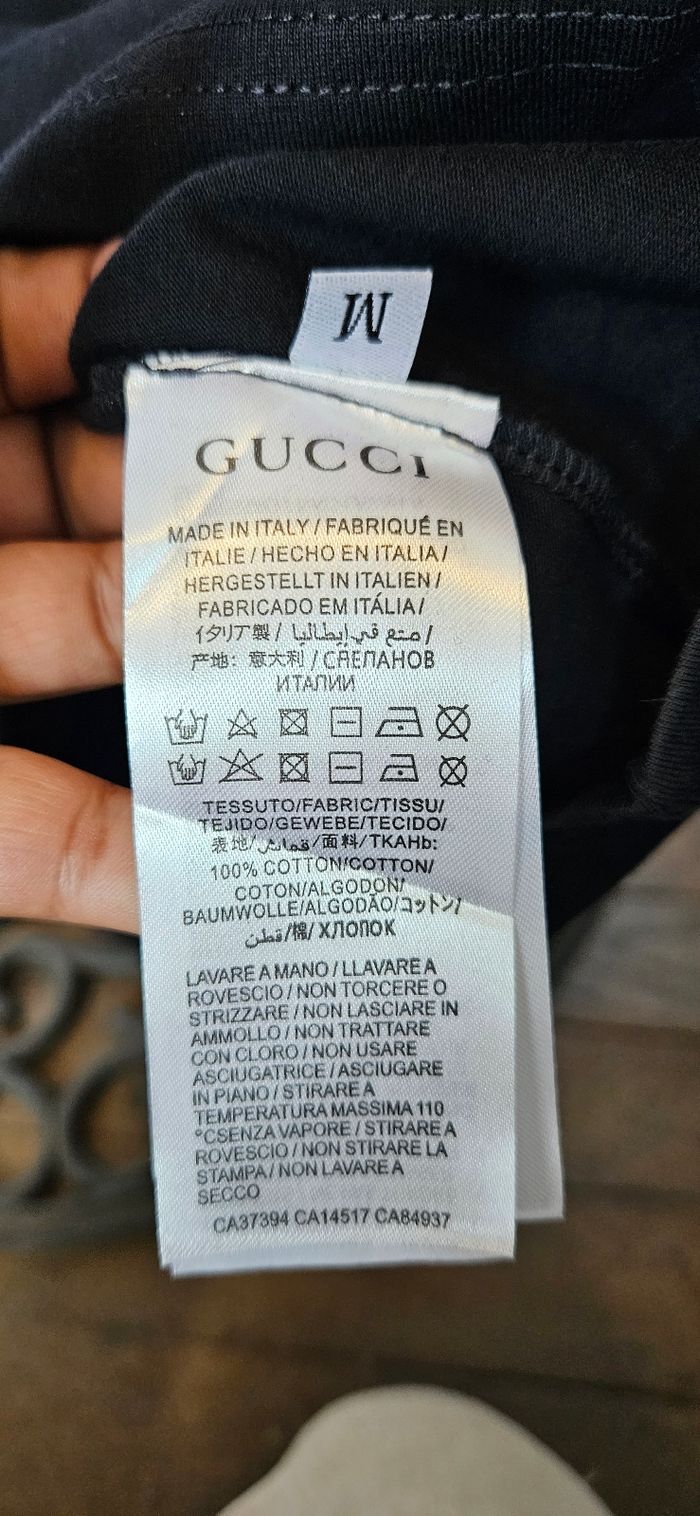 M
GUCCI
MADE IN ITALY / FABRIQUÉ EN
ITALIE / HECHO EN ITALIA /
HERGESTELLT IN ITALIEN /
FABRICADO EM ITÁLIA /
イタリア製 / صنع في إيطاليا /
产地: 意大利 / CЯEПAHOB
ИTAПИИ
TESSUTO/FABRIC/TISSU/
TEJIDO/GEWEBE/TECIDO/
表地/قماش/面料/TKAHb:
100% COTTON/COTTON/
COTON/ALGODON/
BAUMWOLLE/ALGODÃO/コットン/
قطن/棉/ХЛОПОК
LAVARE A MANO / LLAVARE A
ROVESCIO / NON TORCERE O
STRIZZARE / NON LASCIARE IN
AMMOLLO / NON TRATTARE
CON CLORO / NON USARE
ASCIUGATRICE / ASCIUGARE
IN PIANO / STIRARE A
TEMPERATURA MASSIMA 110
°CSENZA VAPORE / STIRARE A
ROVESCIO / NON STIRARE LA
STAMPA / NON LAVARE A
SECCO
CA37394 CA14517 CA84937